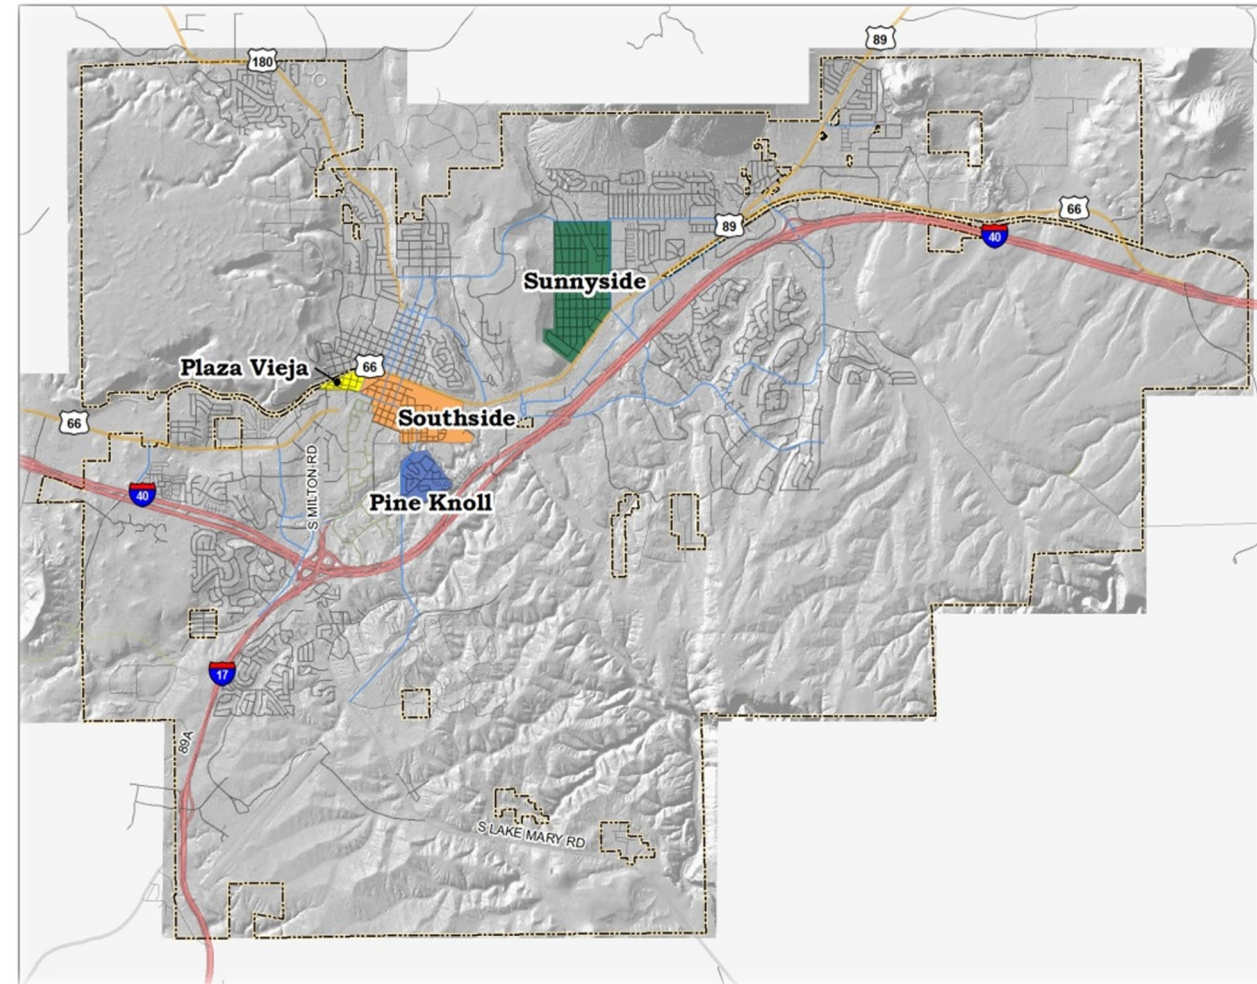 89
180
66
89
40
Sunnyside
Plaza Vieja
66
66
Southside
S MILTON RD
40
Pine Knoll
17
89A
S LAKE MARY RD